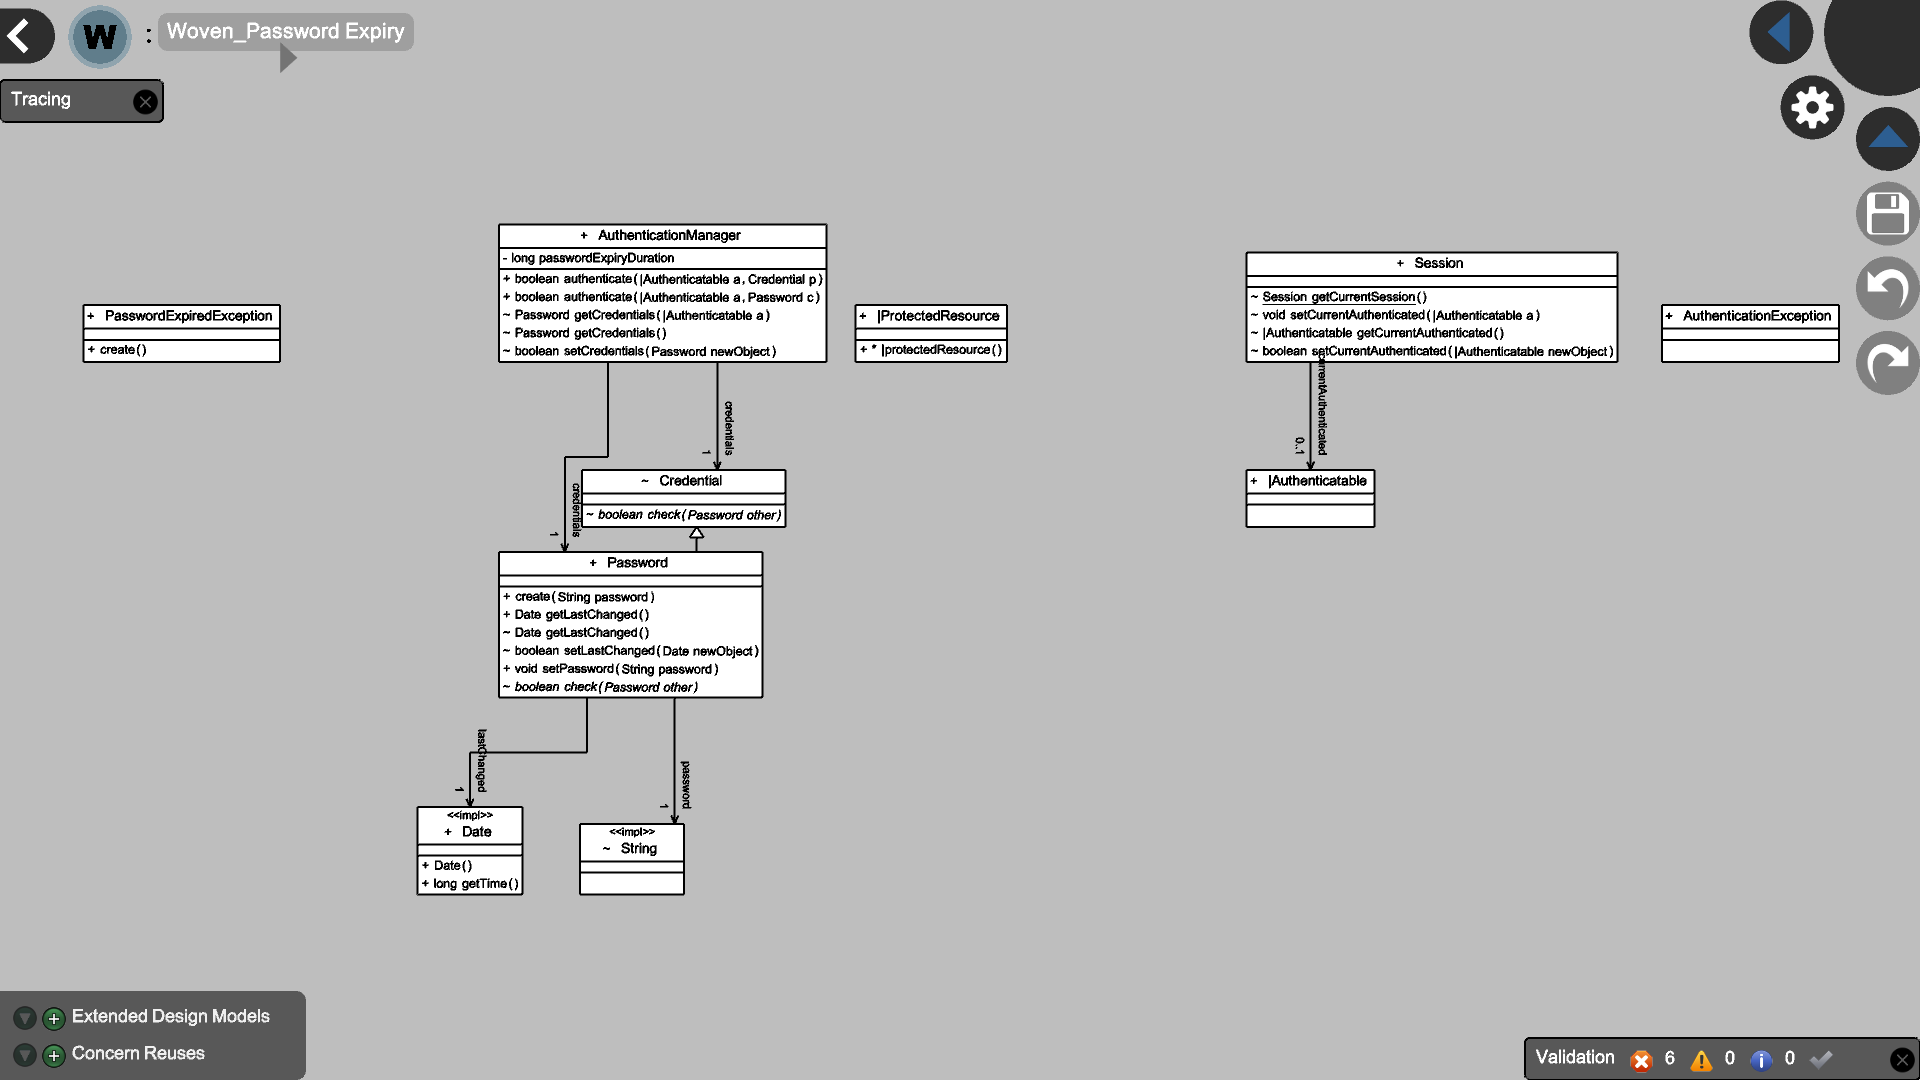 W : Woven_Password Expiry
Tracing
+ PasswordExpiredException
+ create()
+ AuthenticationManager
- long passwordExpiryDuration
+ boolean authenticate(|Authenticatable a, Credential p)
+ boolean authenticate(|Authenticatable a, Password c)
~ Password getCredentials(|Authenticatable a)
~ Password getCredentials()
~ boolean setCredentials(Password newObject)
+ |ProtectedResource
+ * |protectedResource()
+ Session
~ Session getCurrentSession()
~ void setCurrentAuthenticated(|Authenticatable a)
~ |Authenticatable getCurrentAuthenticated()
~ boolean setCurrentAuthenticated(|Authenticatable newObject)
+ AuthenticationException
credentials
1
currentAuthenticated
0..1
~ Credential
~ boolean check(Password other)
+ |Authenticatable
credentials
1
+ Password
+ create(String password)
+ Date getLastChanged()
~ Date getLastChanged()
~ boolean setLastChanged(Date newObject)
+ void setPassword(String password)
~ boolean check(Password other)
lastChanged
1
password
1
<<impl>>
+ Date
+ Date()
+ long getTime()
<<impl>>
~ String
Extended Design Models
Concern Reuses
Validation 6 0 0